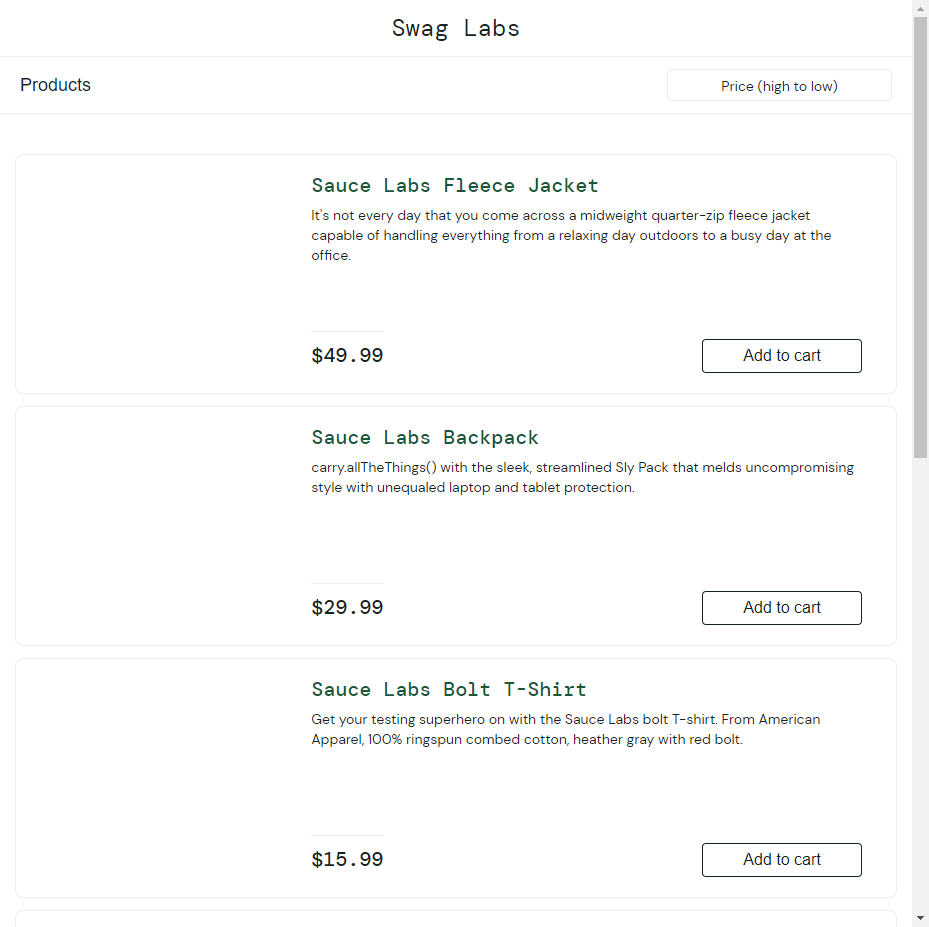 Swag Labs
Products
Price (high to low)
Sauce Labs Fleece Jacket
It's not every day that you come across a midweight quarter-zip fleece jacket
capable of handling everything from a relaxing day outdoors to a busy day at the
office.
$49.99
Add to cart
Sauce Labs Backpack
carry.allTheThings() with the sleek, streamlined Sly Pack that melds uncompromising
style with unequaled laptop and tablet protection.
$29.99
Add to cart
Sauce Labs Bolt T-Shirt
Get your testing superhero on with the Sauce Labs bolt T-shirt. From American
Apparel, 100% ringspun combed cotton, heather gray with red bolt.
$15.99
Add to cart